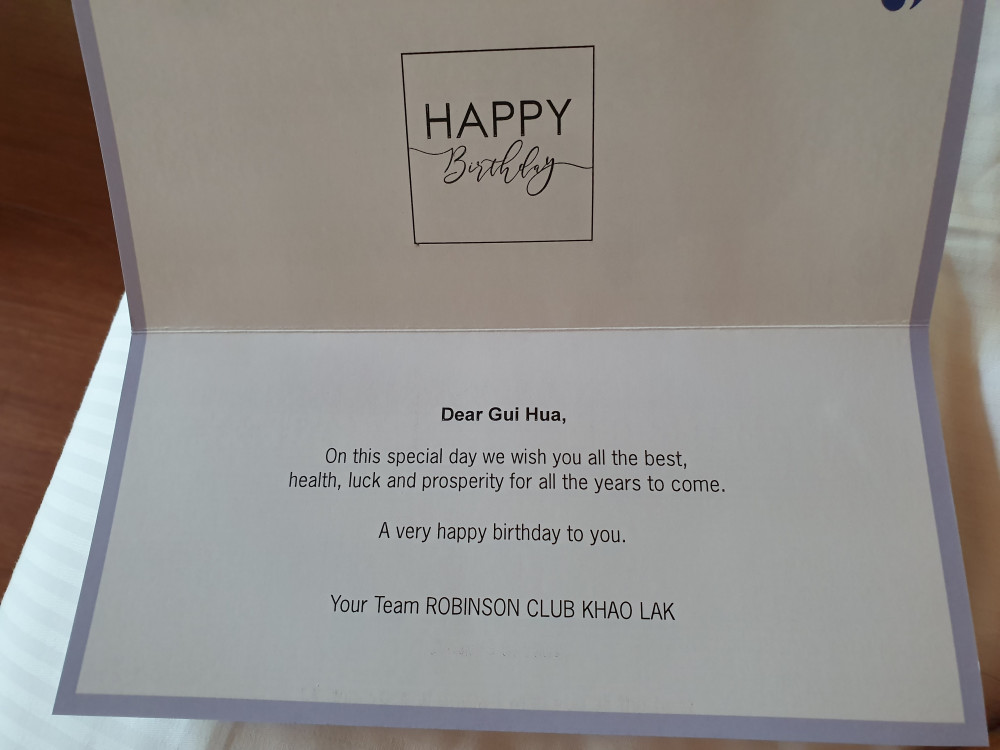 HAPPY
Birthday
Dear Gui Hua,
On this special day we wish you all the best,
health, luck and prosperity for all the years to come.
A very happy birthday to you.
Your Team ROBINSON CLUB KHAO LAK